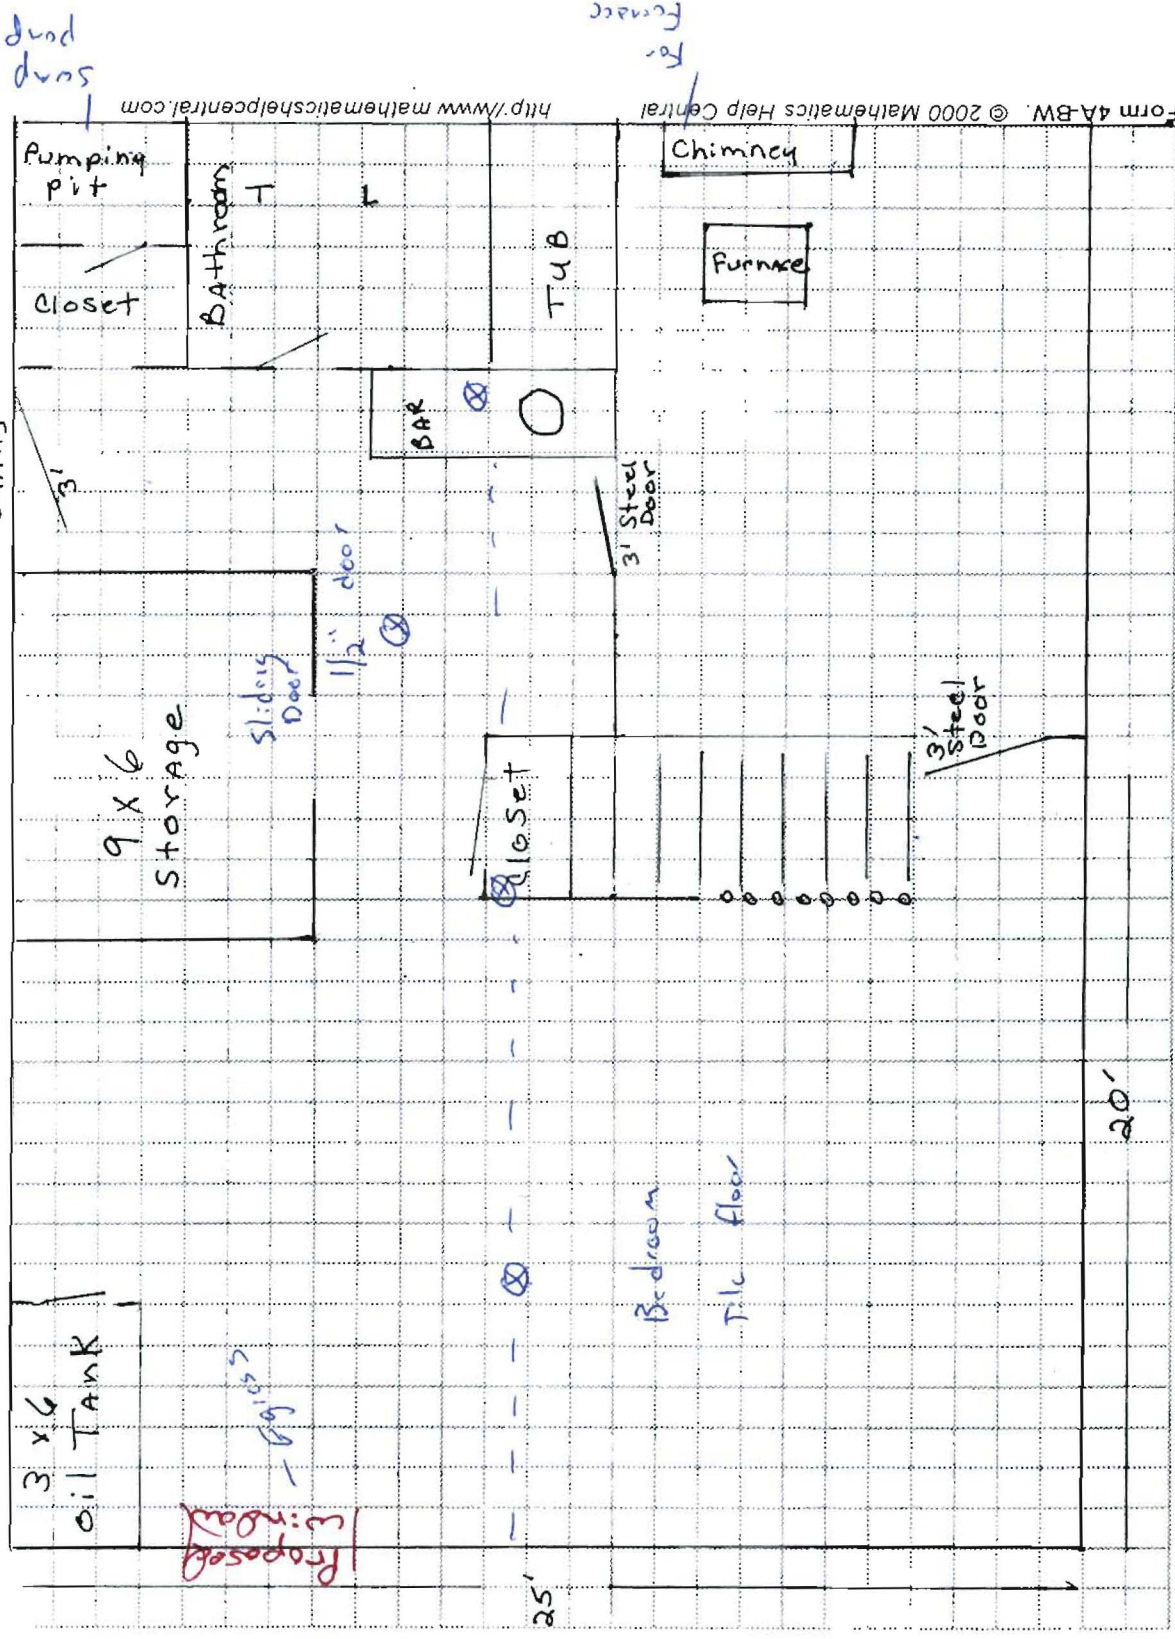 sump
pump
For
Furnace
Form 4A-BW. © 2000 Mathematics Help Central
http://www.mathematicshelpcentral.com
Pumping
pit
Closet
BAthroom
T
L
TUB
Chimney
Furnace
BAR
3'
3' Steel
Door
9 x 6
Storage
Sliding
Door
1/2" door
Closet
3'
Steel
Door
3 x 6
oil TAnk
Proposed
window
- Egress
Bedroom
Tile floor
25'
20'